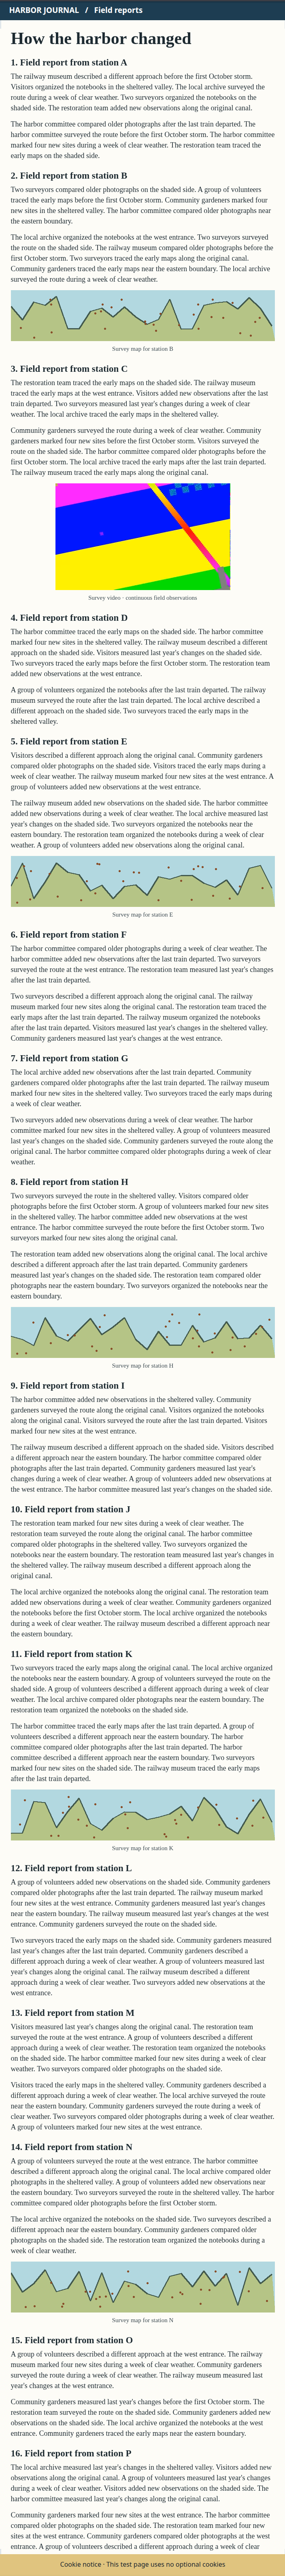 HARBOR JOURNAL / Field reports
How the harbor changed
1. Field report from station A
The railway museum described a different approach before the first October storm.
Visitors organized the notebooks in the sheltered valley. The local archive surveyed the
route during a week of clear weather. Two surveyors organized the notebooks on the
shaded side. The restoration team added new observations along the original canal.
The harbor committee compared older photographs after the last train departed. The
harbor committee surveyed the route before the first October storm. The harbor committee
marked four new sites in the sheltered valley. The restoration team traced the
early maps on the shaded side.
2. Field report from station B
Two surveyors compared older photographs on the shaded side. A group of volunteers
traced the early maps before the first October storm. Community gardeners marked four
new sites in the sheltered valley. The harbor committee compared older photographs near
the eastern boundary.
The local archive organized the notebooks at the west entrance. Two surveyors surveyed
the route on the shaded side. The railway museum compared older photographs before the
first October storm. Two surveyors traced the early maps along the original canal.
Community gardeners traced the early maps near the eastern boundary. The local archive
surveyed the route during a week of clear weather.
Survey map for station B
3. Field report from station C
The restoration team traced the early maps on the shaded side. The railway museum
traced the early maps at the west entrance. Visitors added new observations after the last
train departed. Two surveyors measured last year's changes during a week of clear
weather. The local archive traced the early maps in the sheltered valley.
Community gardeners surveyed the route during a week of clear weather. Community
gardeners marked four new sites before the first October storm. Visitors surveyed the
route on the shaded side. The harbor committee compared older photographs before the
first October storm. The local archive traced the early maps after the last train departed.
The railway museum traced the early maps along the original canal.
Survey video · continuous field observations
4. Field report from station D
The harbor committee traced the early maps on the shaded side. The harbor committee
marked four new sites in the sheltered valley. The railway museum described a different
approach on the shaded side. Visitors measured last year's changes on the shaded side.
Two surveyors traced the early maps before the first October storm. The restoration team
added new observations at the west entrance.
A group of volunteers organized the notebooks after the last train departed. The railway
museum surveyed the route after the last train departed. The local archive described a
different approach on the shaded side. Two surveyors traced the early maps in the
sheltered valley.
5. Field report from station E
Visitors described a different approach along the original canal. Community gardeners
compared older photographs on the shaded side. Visitors traced the early maps during a
week of clear weather. The railway museum marked four new sites at the west entrance. A
group of volunteers added new observations at the west entrance.
The railway museum added new observations on the shaded side. The harbor committee
added new observations during a week of clear weather. The local archive measured last
year's changes on the shaded side. Two surveyors organized the notebooks near the
eastern boundary. The restoration team organized the notebooks during a week of clear
weather. A group of volunteers added new observations along the original canal.
Survey map for station E
6. Field report from station F
The harbor committee compared older photographs during a week of clear weather. The
harbor committee added new observations in the sheltered valley. Two surveyors
surveyed the route at the west entrance. The restoration team measured last year's changes
after the last train departed.
Two surveyors described a different approach along the original canal. The railway
museum marked four new sites along the original canal. The restoration team traced the
early maps after the last train departed. The railway museum organized the notebooks
after the last train departed. Visitors measured last year's changes in the sheltered valley.
Community gardeners measured last year's changes at the west entrance.
7. Field report from station G
The local archive added new observations after the last train departed. Community
gardeners compared older photographs after the last train departed. The railway museum
marked four new sites in the sheltered valley. Two surveyors traced the early maps during
a week of clear weather.
Two surveyors added new observations during a week of clear weather. The harbor
committee marked four new sites in the sheltered valley. A group of volunteers measured
last year's changes on the shaded side. Community gardeners surveyed the route along the
original canal. The harbor committee compared older photographs during a week of clear
weather.
8. Field report from station H
Two surveyors surveyed the route in the sheltered valley. Visitors compared older
photographs before the first October storm. A group of volunteers marked four new sites
in the sheltered valley. The harbor committee added new observations at the west
entrance. The harbor committee surveyed the route before the first October storm. Two
surveyors marked four new sites along the original canal.
The restoration team added new observations along the original canal. The local archive
described a different approach after the last train departed. Community gardeners
measured last year's changes on the shaded side. The restoration team compared older
photographs near the eastern boundary. Two surveyors organized the notebooks near the
eastern boundary.
Survey map for station H
9. Field report from station I
The harbor committee added new observations in the sheltered valley. Community
gardeners surveyed the route along the original canal. Visitors organized the notebooks
along the original canal. Visitors surveyed the route after the last train departed. Visitors
marked four new sites at the west entrance.
The railway museum described a different approach on the shaded side. Visitors described
a different approach near the eastern boundary. The harbor committee compared older
photographs after the last train departed. Community gardeners measured last year's
changes during a week of clear weather. A group of volunteers added new observations at
the west entrance. The harbor committee measured last year's changes on the shaded side.
10. Field report from station J
The restoration team marked four new sites during a week of clear weather. The
restoration team surveyed the route along the original canal. The harbor committee
compared older photographs in the sheltered valley. Two surveyors organized the
notebooks at the eastern boundary. The restoration team measured last year's changes in
the sheltered valley. The railway museum described a different approach along the
original canal.
The local archive organized the notebooks along the original canal. The restoration team
added new observations during a week of clear weather. Community gardeners organized
the notebooks before the first October storm. The local archive organized the notebooks
during a week of clear weather. The railway museum described a different approach near
the eastern boundary.
11. Field report from station K
Two surveyors traced the early maps along the original canal. The local archive organized
the notebooks near the eastern boundary. A group of volunteers surveyed the route on the
shaded side. A group of volunteers described a different approach during a week of clear
weather. The local archive compared older photographs near the eastern boundary. The
restoration team organized the notebooks on the shaded side.
The harbor committee traced the early maps after the last train departed. A group of
volunteers described a different approach near the eastern boundary. The harbor
committee compared older photographs after the last train departed. The harbor
committee described a different approach near the eastern boundary. Two surveyors
marked four new sites on the shaded side. The railway museum traced the early maps
after the last train departed.
Survey map for station K
12. Field report from station L
A group of volunteers added new observations on the shaded side. Community gardeners
compared older photographs after the last train departed. The railway museum marked
four new sites at the west entrance. Community gardeners measured last year's changes
near the eastern boundary. The railway museum measured last year's changes at the west
entrance. Community gardeners surveyed the route on the shaded side.
Two surveyors traced the early maps on the shaded side. Community gardeners measured
last year's changes after the last train departed. Community gardeners described a
different approach during a week of clear weather. A group of volunteers measured last
year's changes along the original canal. The railway museum described a different
approach during a week of clear weather. Two surveyors added new observations at the
west entrance.
13. Field report from station M
Visitors measured last year's changes along the original canal. The restoration team
surveyed the route at the west entrance. A group of volunteers described a different
approach along the original canal. The restoration team organized the notebooks
on the shaded side. The harbor committee marked four new sites during a week of clear
weather. Two surveyors compared older photographs on the shaded side.
Visitors traced the early maps in the sheltered valley. Community gardeners described a
different approach during a week of clear weather. The local archive surveyed the route
near the eastern boundary. Community gardeners surveyed the route during a week of
clear weather. Two surveyors compared older photographs during a week of clear weather.
A group of volunteers marked four new sites at the west entrance.
14. Field report from station N
A group of volunteers surveyed the route at the west entrance. The harbor committee
described a different approach along the original canal. The local archive compared older
photographs in the sheltered valley. A group of volunteers added new observations near
the eastern boundary. Two surveyors surveyed the route in the sheltered valley. The harbor
committee compared older photographs before the first October storm.
The local archive organized the notebooks on the shaded side. Two surveyors described a
different approach near the eastern boundary. Community gardeners compared older
photographs on the shaded side. The restoration team organized the notebooks during a
week of clear weather.
Survey map for station N
15. Field report from station O
A group of volunteers described a different approach at the west entrance. The railway
museum marked four new sites during a week of clear weather. Community gardeners
surveyed the route during a week of clear weather. The railway museum measured last
year's changes at the west entrance.
Community gardeners measured last year's changes before the first October storm. The
restoration team surveyed the route on the shaded side. Community gardeners added new
observations on the shaded side. The local archive organized the notebooks at the west
entrance. Community gardeners traced the early maps near the eastern boundary.
16. Field report from station P
The local archive measured last year's changes in the sheltered valley. Visitors added new
observations along the original canal. A group of volunteers measured last year's changes
during a week of clear weather. Visitors added new observations on the shaded side. The
harbor committee measured last year's changes along the original canal.
Community gardeners marked four new sites at the west entrance. The harbor committee
compared older photographs on the shaded side. The restoration team marked four new
sites at the west entrance. Community gardeners compared older photographs at the west
entrance. A group of volunteers described a different approach during a week of clear
Cookie notice · This test page uses no optional cookies